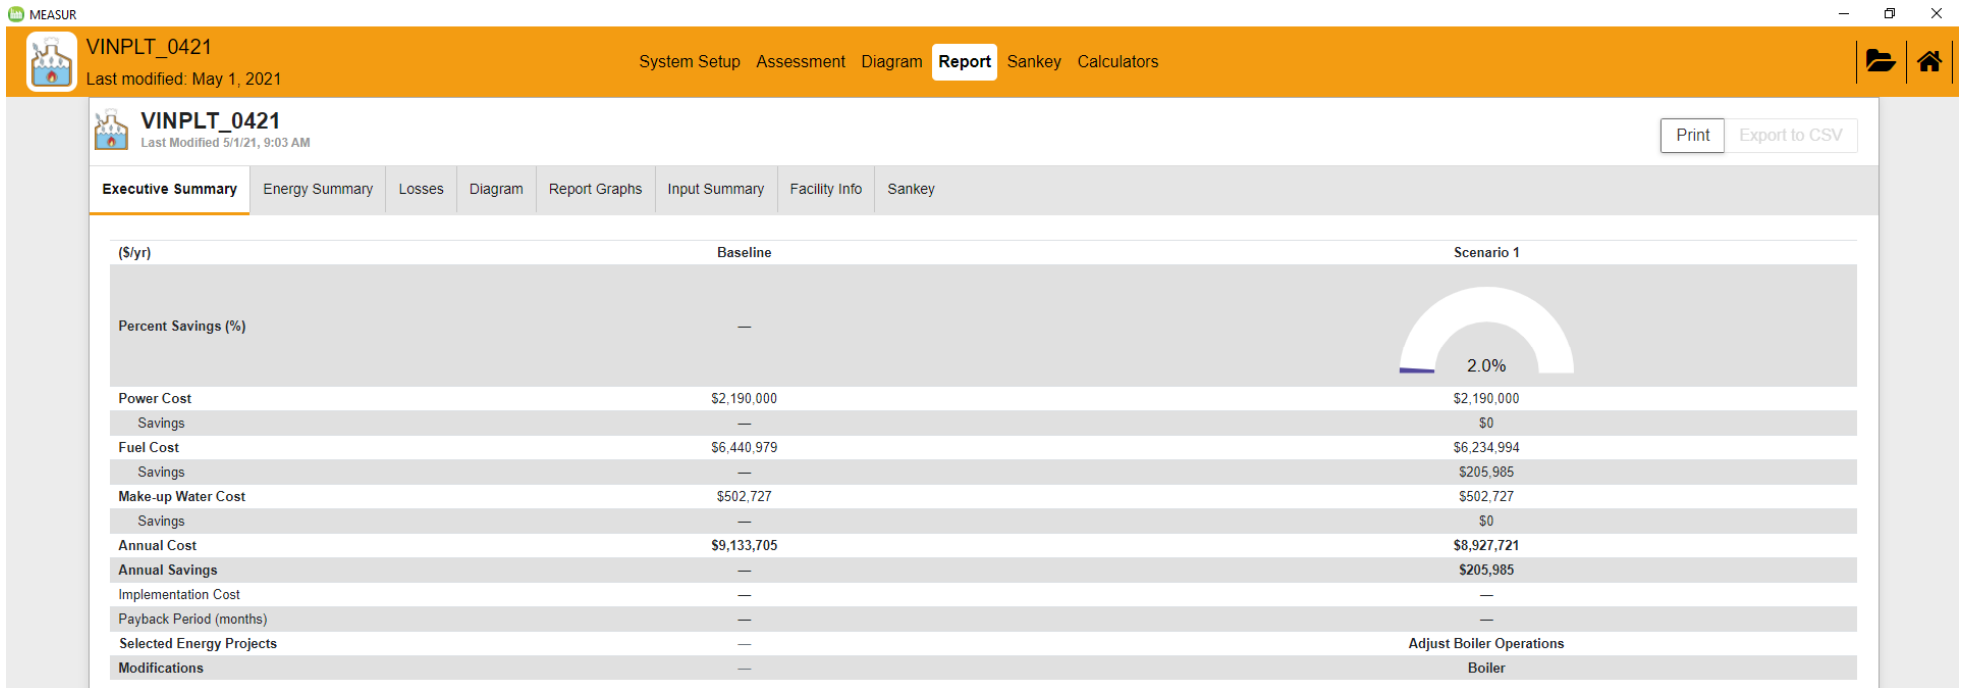 MEASUR
VINPLT_0421
Last modified: May 1, 2021
System Setup Assessment Diagram Report Sankey Calculators
VINPLT_0421
Last Modified 5/1/21, 9:03 AM
Print Export to CSV
Executive Summary Energy Summary Losses Diagram Report Graphs Input Summary Facility Info Sankey
($/yr) Baseline Scenario 1
Percent Savings (%) — 2.0%
Power Cost $2,190,000 $2,190,000
Savings — $0
Fuel Cost $6,440,979 $6,234,994
Savings — $205,985
Make-up Water Cost $502,727 $502,727
Savings — $0
Annual Cost $9,133,705 $8,927,721
Annual Savings — $205,985
Implementation Cost — —
Payback Period (months) — —
Selected Energy Projects — Adjust Boiler Operations
Modifications — Boiler